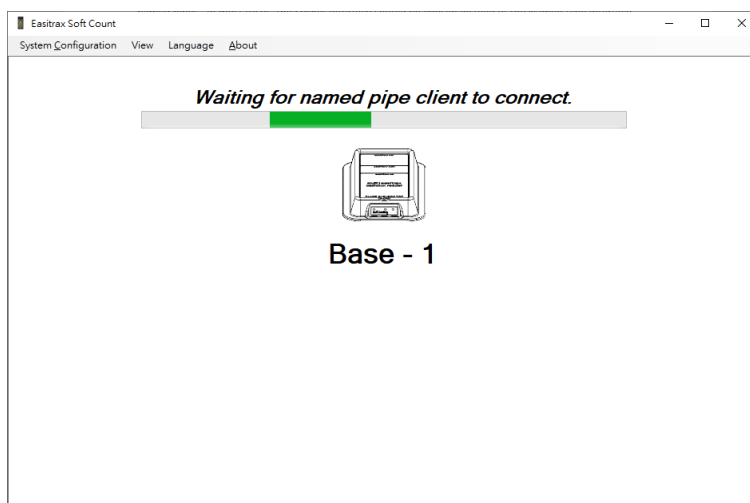 Easitrax Soft Count
System Configuration View Language About
Waiting for named pipe client to connect.
Base - 1